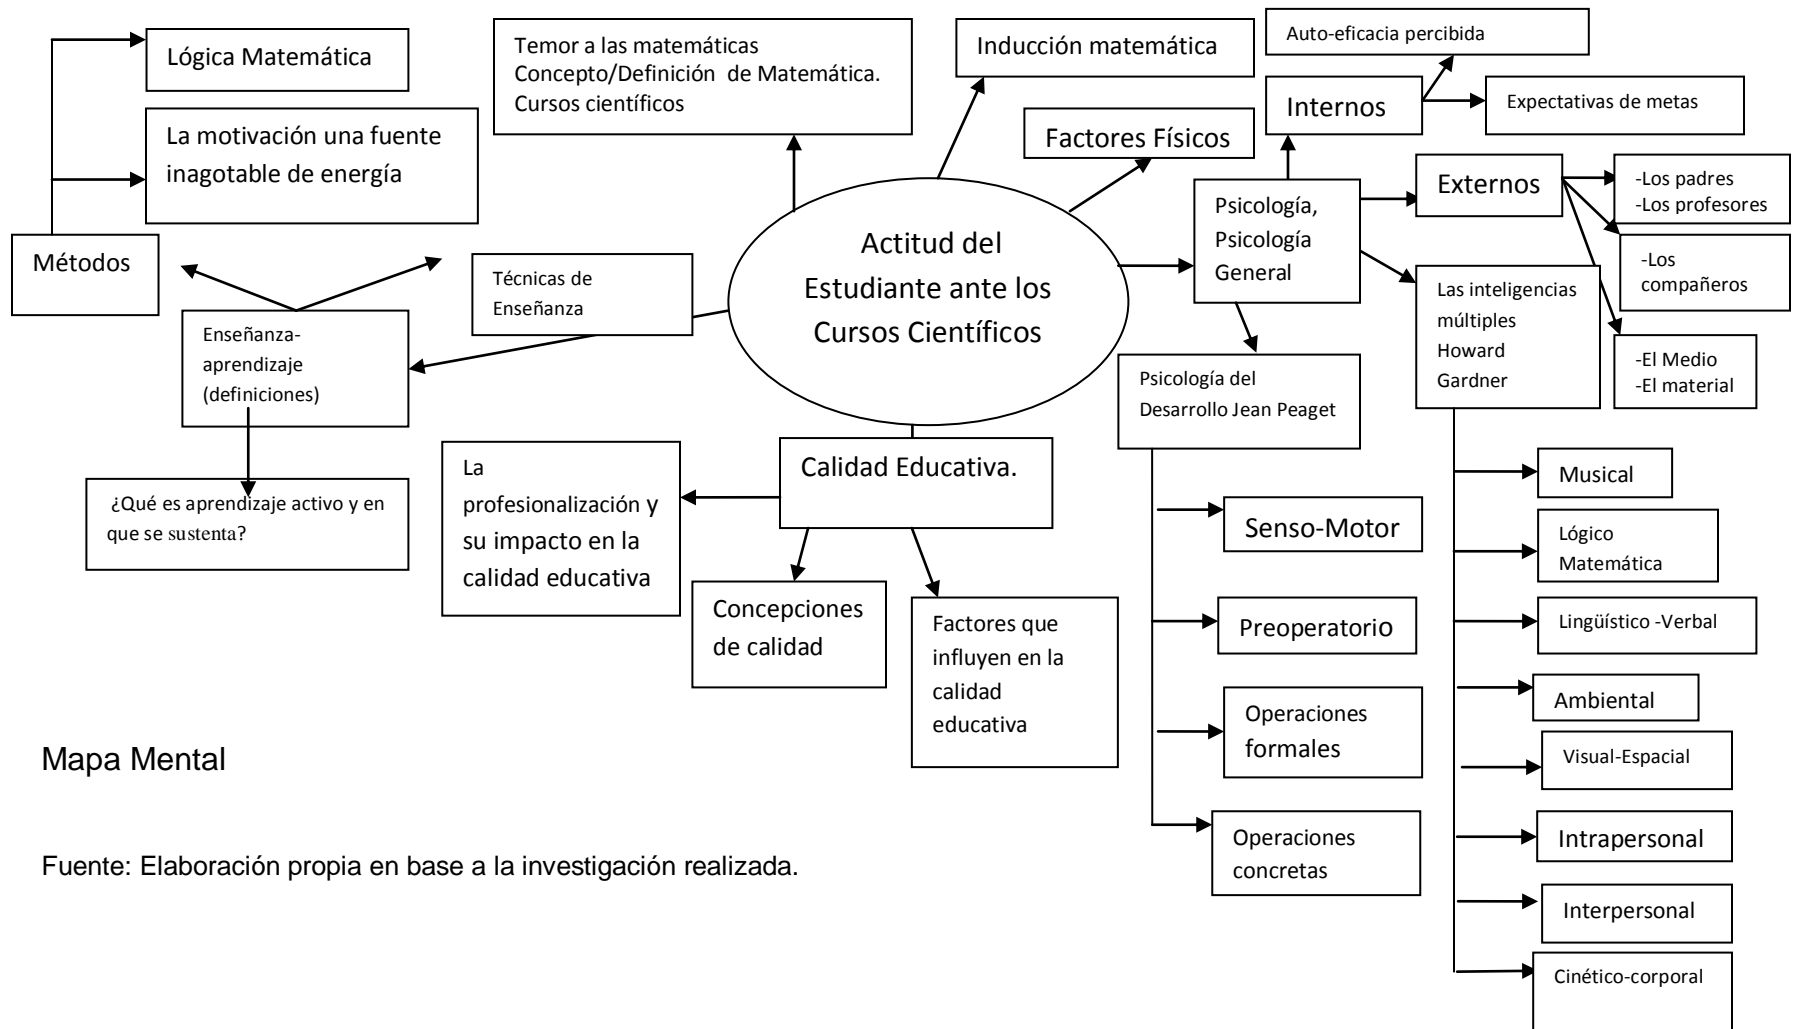 Lógica Matemática
La motivación una fuente
inagotable de energía
Métodos
Temor a las matemáticas
Concepto/Definición de Matemática.
Cursos científicos
Inducción matemática
Factores Físicos
Auto-eficacia percibida
Internos
Expectativas de metas
Externos
-Los padres
-Los profesores
-Los
compañeros
-El Medio
-El material
Psicología,
Psicología
General
Actitud del
Estudiante ante los
Cursos Científicos
Técnicas de
Enseñanza
Enseñanza-
aprendizaje
(definiciones)
¿Qué es aprendizaje activo y en
que se sustenta?
Calidad Educativa.
La
profesionalización y
su impacto en la
calidad educativa
Concepciones
de calidad
Factores que
influyen en la
calidad
educativa
Psicología del
Desarrollo Jean Peaget
Senso-Motor
Preoperatorio
Operaciones
formales
Operaciones
concretas
Las inteligencias
múltiples
Howard
Gardner
Musical
Lógico
Matemática
Lingüístico -Verbal
Ambiental
Visual-Espacial
Intrapersonal
Interpersonal
Cinético-corporal
Mapa Mental
Fuente: Elaboración propia en base a la investigación realizada.